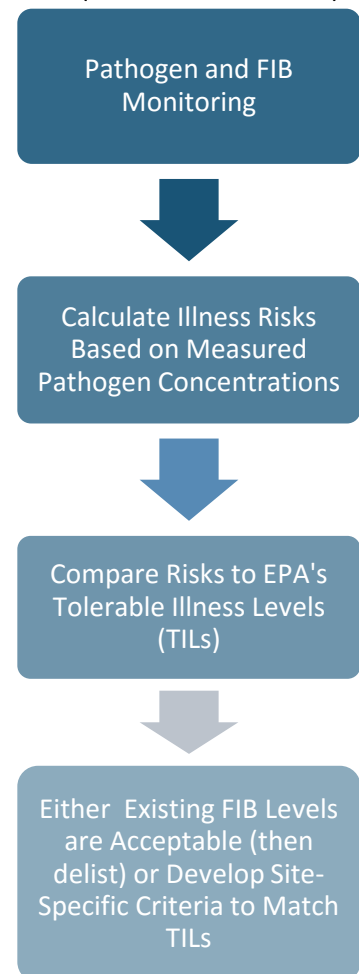 Pathogen and FIB
Monitoring
Calculate Illness Risks
Based on Measured
Pathogen Concentrations
Compare Risks to EPA's
Tolerable Illness Levels
(TILs)
Either Existing FIB Levels
are Acceptable (then
delist) or Develop Site-
Specific Criteria to Match
TILs